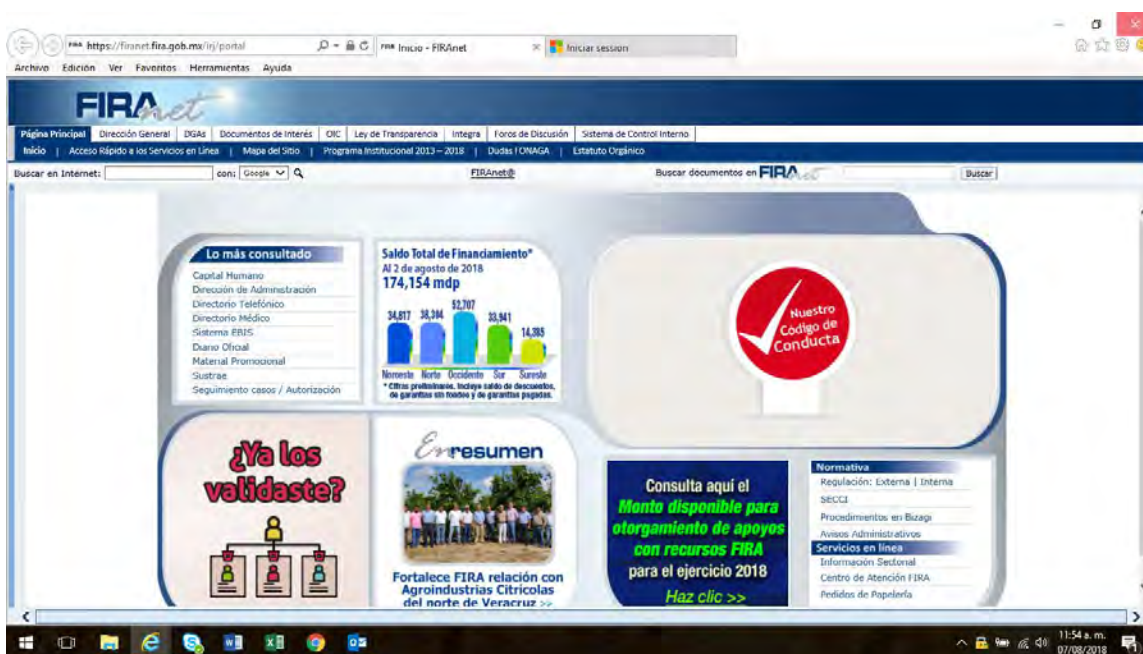 https://firanet.fira.gob.mx/irj/portal
Inicio - FIRAnet
Iniciar session
Archivo Edición Ver Favoritos Herramientas Ayuda
FIRAnet
Página Principal Dirección General DGAs Documentos de Interés OIC Ley de Transparencia Integra Foros de Discusión Sistema de Control Interno
Inicio | Acceso Rápido a los Servicios en Línea | Mapa del Sitio | Programa Institucional 2013 – 2018 | Dudas FONAGA | Estatuto Orgánico
Buscar en Internet: con: Google FIRAnet@ Buscar documentos en FIRAnet Buscar
Lo más consultado
Capital Humano
Dirección de Administración
Directorio Telefónico
Directorio Médico
Sistema EBIS
Diario Oficial
Material Promocional
Sustrae
Seguimiento casos / Autorización
Saldo Total de Financiamiento*
Al 2 de agosto de 2018
174,154 mdp
34,817 38,304 52,707 33,941 14,385
Noroeste Norte Occidente Sur Sureste
* Cifras preliminares. Incluye saldo de descuentos,
de garantías sin fondeo y de garantías pagadas.
Nuestro
Código de
Conducta
¿Ya los
validaste?
En resumen
Fortalece FIRA relación con
Agroindustrias Citrícolas
del norte de Veracruz >>
Consulta aquí el
Monto disponible para
otorgamiento de apoyos
con recursos FIRA
para el ejercicio 2018
Haz clic >>
Normativa
Regulación: Externa | Interna
SECCI
Procedimientos en Bizagi
Avisos Administrativos
Servicios en línea
Información Sectorial
Centro de Atención FIRA
Pedidos de Papelería
11:54 a. m.
07/08/2018